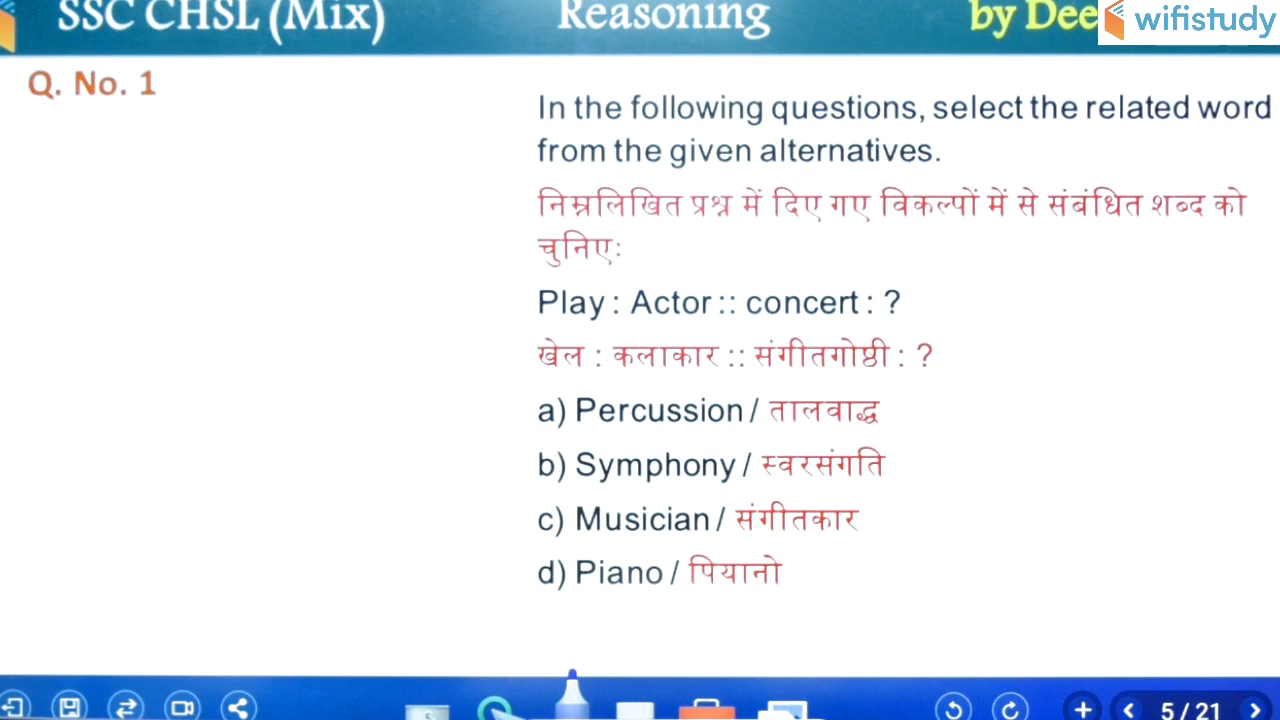 SSC CHSL (Mix) Reasoning by Dee
wifistudy
Q. No. 1
In the following questions, select the related word
from the given alternatives.
निम्नलिखित प्रश्न में दिए गए विकल्पों में से संबंधित शब्द को
चुनिएः
Play : Actor :: concert : ?
खेल : कलाकार :: संगीतगोष्ठी : ?
a) Percussion / तालवाद्ध
b) Symphony / स्वरसंगति
c) Musician / संगीतकार
d) Piano / पियानो
5 / 21